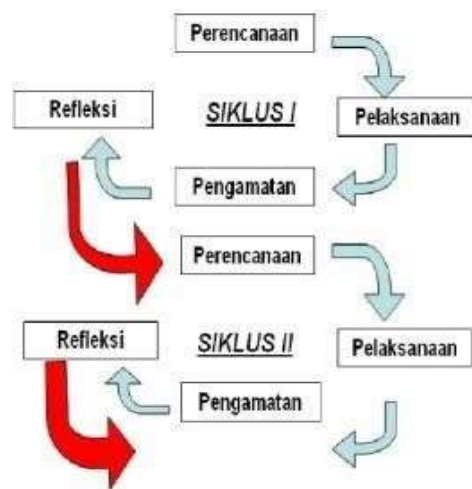 Perencanaan
Refleksi
SIKLUS I
Pelaksanaan
Pengamatan
Perencanaan
Refleksi
SIKLUS II
Pelaksanaan
Pengamatan